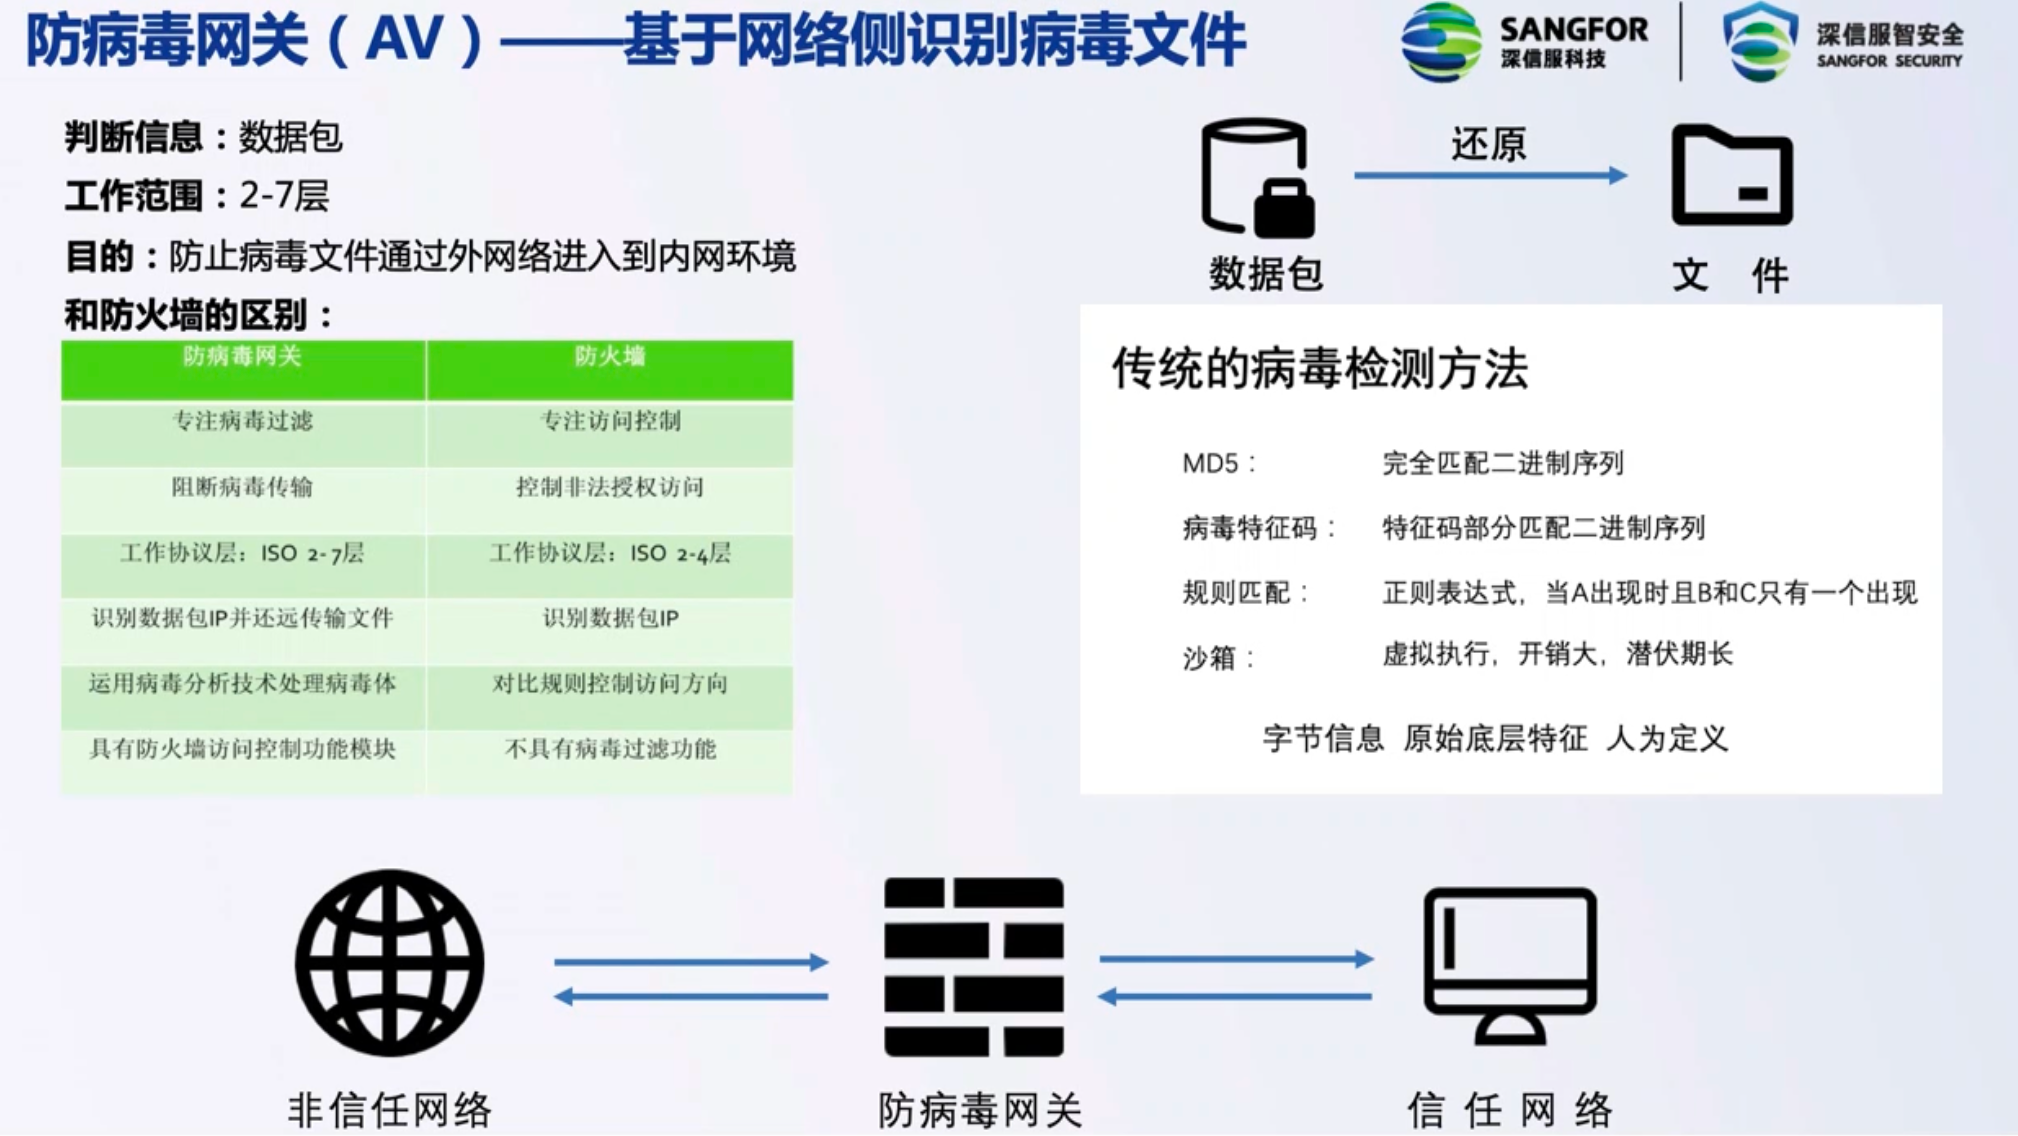 防病毒网关（AV）——基于网络侧识别病毒文件
SANGFOR
深信服科技
深信服智安全
SANGFOR SECURITY
判断信息：数据包
工作范围：2-7层
目的：防止病毒文件通过外网络进入到内网环境
和防火墙的区别：
防病毒网关 防火墙
专注病毒过滤 专注访问控制
阻断病毒传输 控制非法授权访问
工作协议层：ISO 2-7层 工作协议层：ISO 2-4层
识别数据包IP并还远传输文件 识别数据包IP
运用病毒分析技术处理病毒体 对比规则控制访问方向
具有防火墙访问控制功能模块 不具有病毒过滤功能
还原
数据包
文 件
传统的病毒检测方法
MD5： 完全匹配二进制序列
病毒特征码： 特征码部分匹配二进制序列
规则匹配： 正则表达式，当A出现时且B和C只有一个出现
沙箱： 虚拟执行，开销大，潜伏期长
字节信息 原始底层特征 人为定义
非信任网络
防病毒网关
信任网络